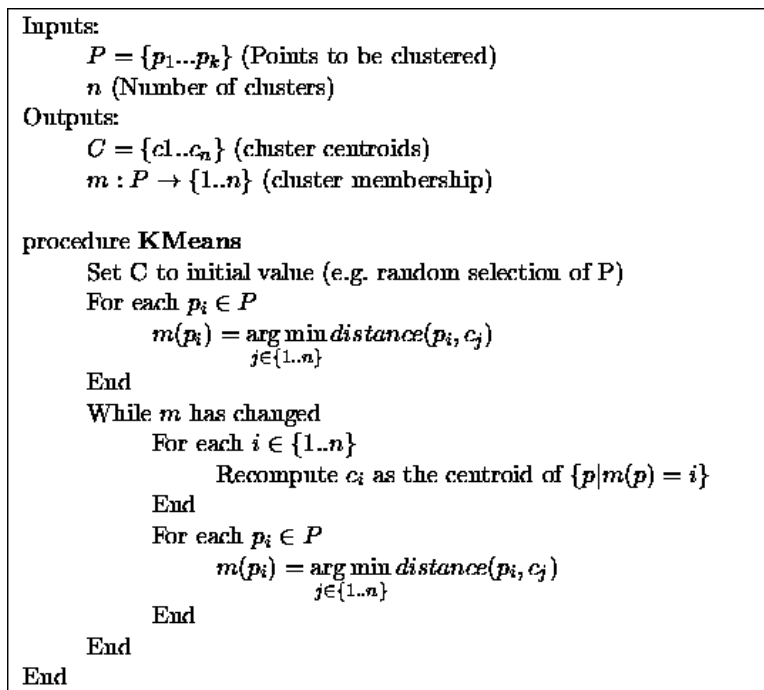 Inputs:
P = {p₁...pₖ} (Points to be clustered)
n (Number of clusters)
Outputs:
C = {c1..cₙ} (cluster centroids)
m : P → {1..n} (cluster membership)
procedure KMeans
Set C to initial value (e.g. random selection of P)
For each pᵢ ∈ P
m(pᵢ) = arg min distance(pᵢ, cⱼ)
j∈{1..n}
End
While m has changed
For each i ∈ {1..n}
Recompute cᵢ as the centroid of {p|m(p) = i}
End
For each pᵢ ∈ P
m(pᵢ) = arg min distance(pᵢ, cⱼ)
j∈{1..n}
End
End
End